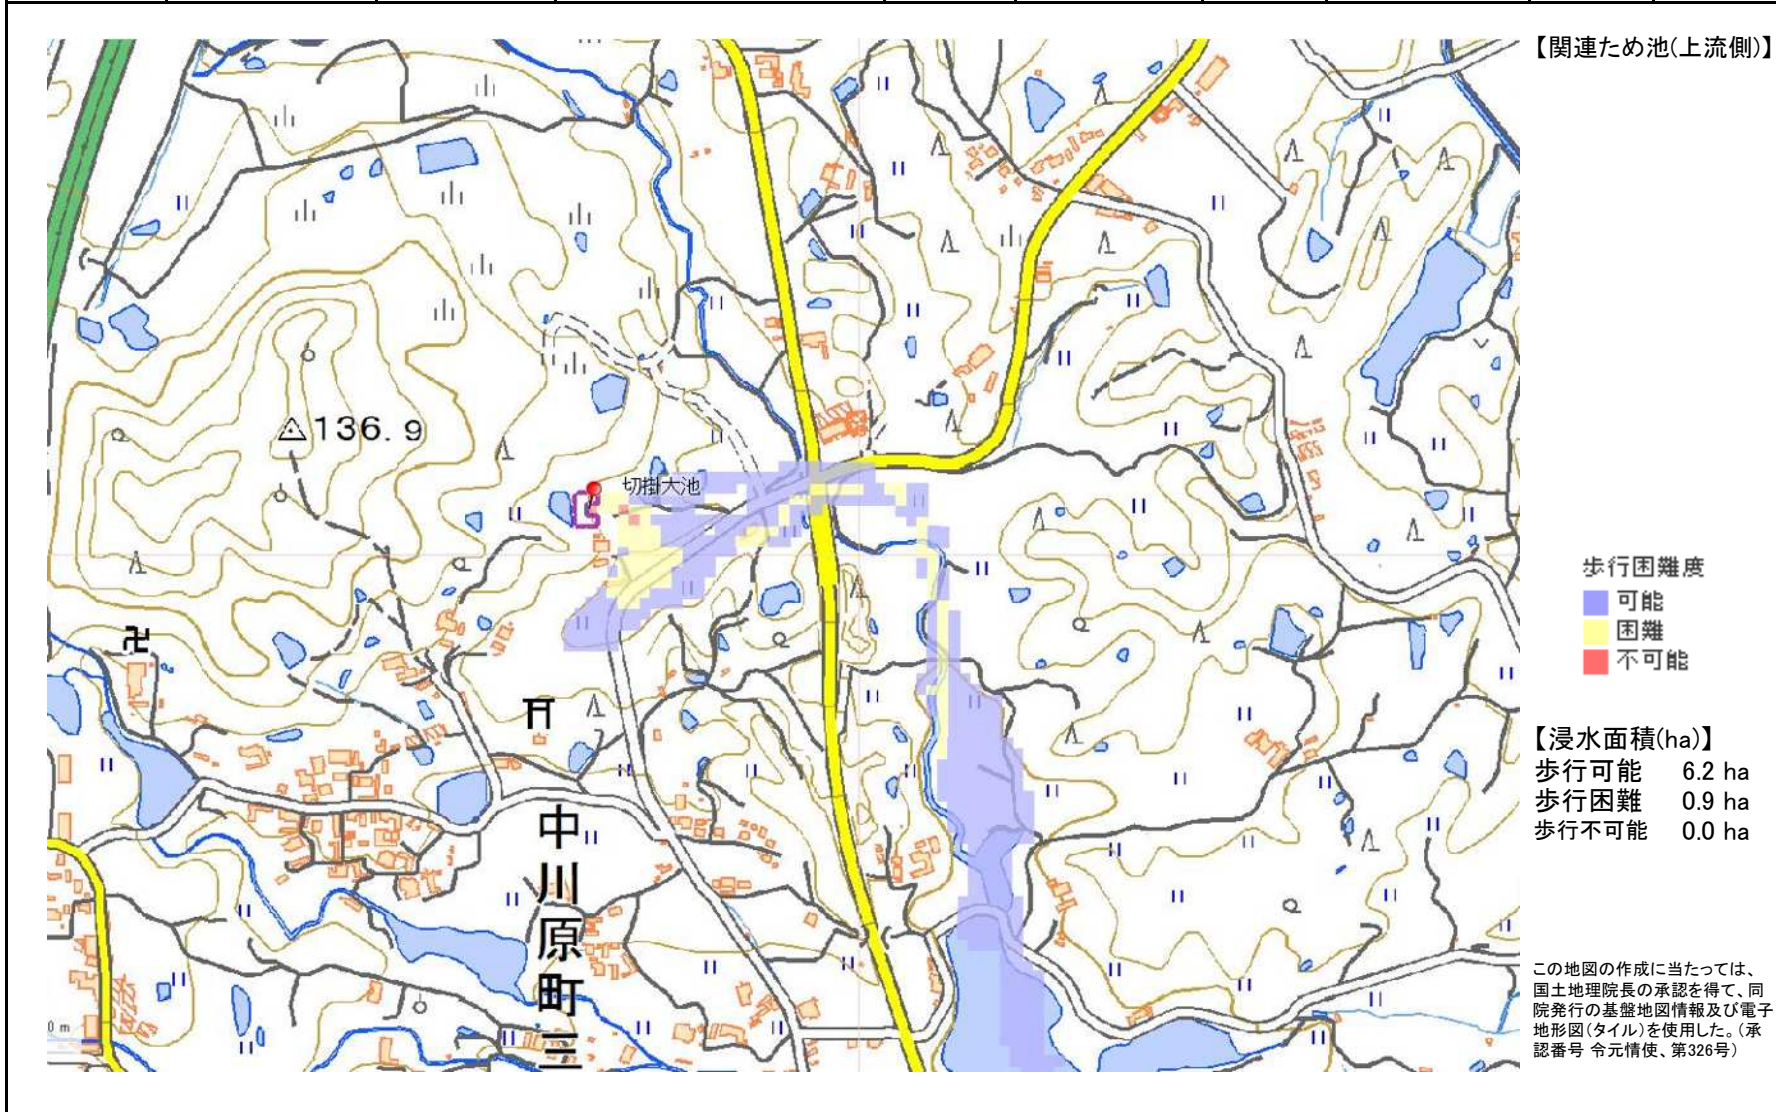 【関連ため池(上流側)】
136.9
切掛大池
中川原町三
0 m
歩行困難度
可能
困難
不可能
【浸水面積(ha)】
歩行可能 6.2 ha
歩行困難 0.9 ha
歩行不可能 0.0 ha
この地図の作成に当たっては、
国土地理院長の承認を得て、同
院発行の基盤地図情報及び電子
地形図(タイル)を使用した。(承
認番号 令元情使、第326号)